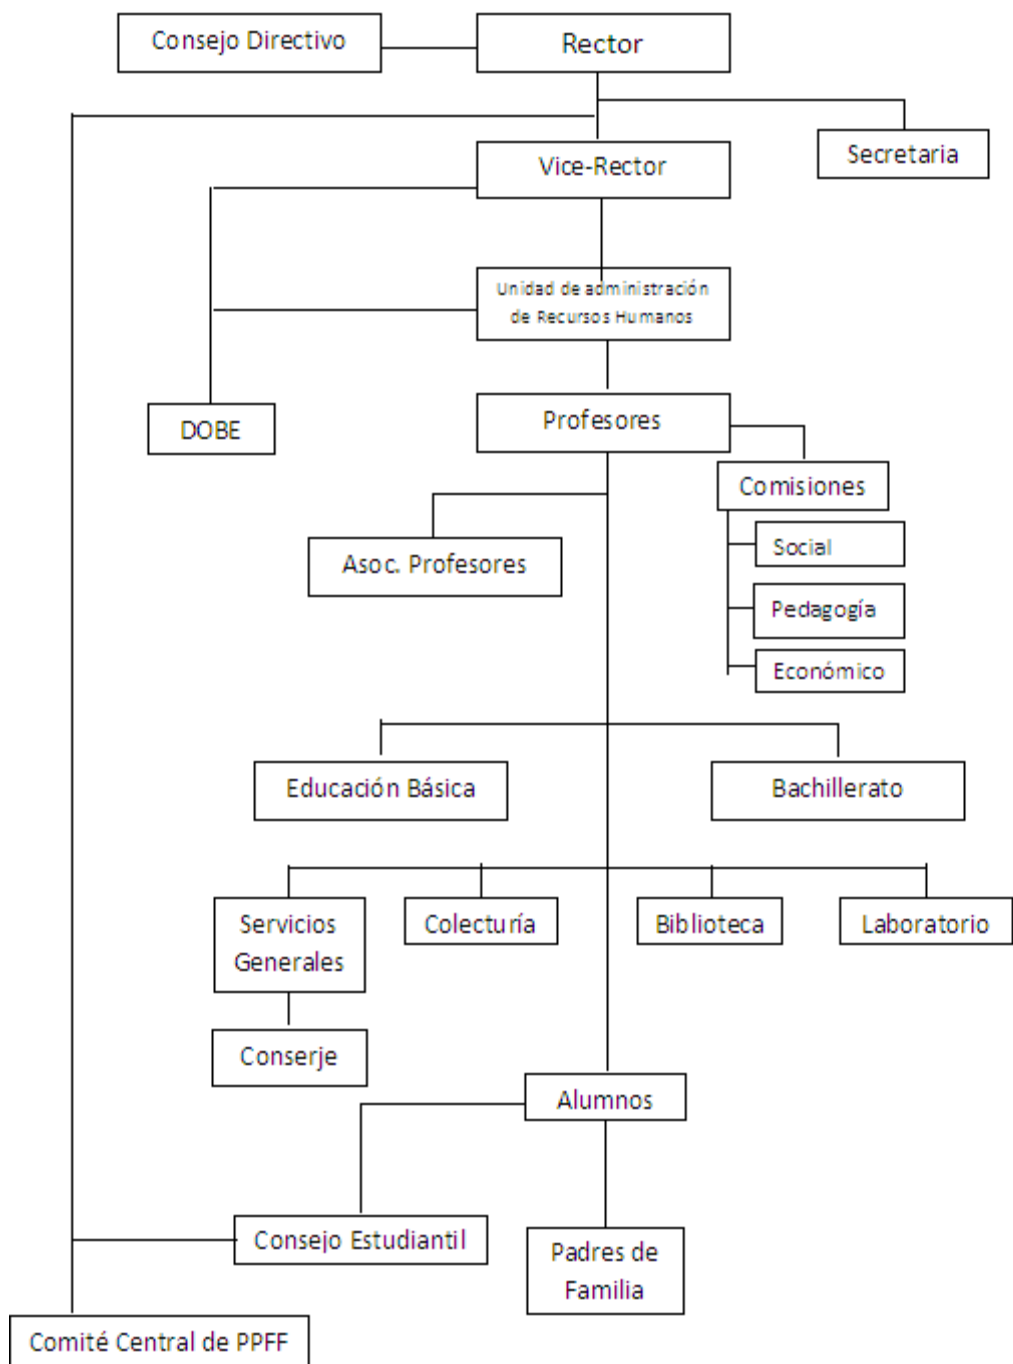 Consejo Directivo
Rector
Secretaria
Vice-Rector
Unidad de administración
de Recursos Humanos
DOBE
Profesores
Comisiones
Asoc. Profesores
Social
Pedagogía
Económico
Educación Básica
Bachillerato
Servicios
Generales
Colecturía
Biblioteca
Laboratorio
Conserje
Alumnos
Consejo Estudiantil
Padres de
Familia
Comité Central de PPFF